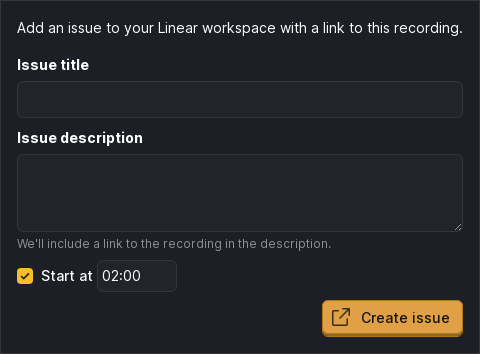 Add an issue to your Linear workspace with a link to this recording.
Issue title
Issue description
We'll include a link to the recording in the description.
Start at 02:00
Create issue